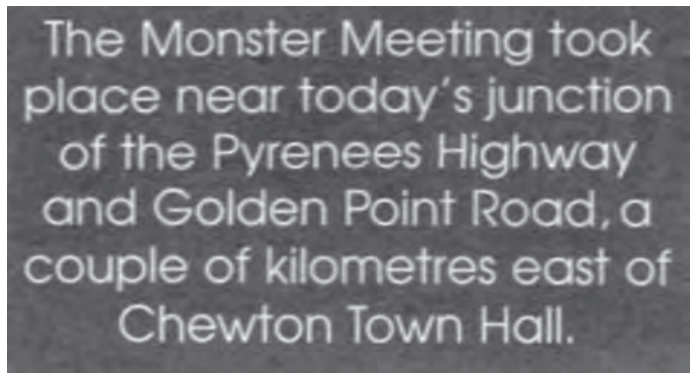 The Monster Meeting took
place near today's junction
of the Pyrenees Highway
and Golden Point Road, a
couple of kilometres east of
Chewton Town Hall.